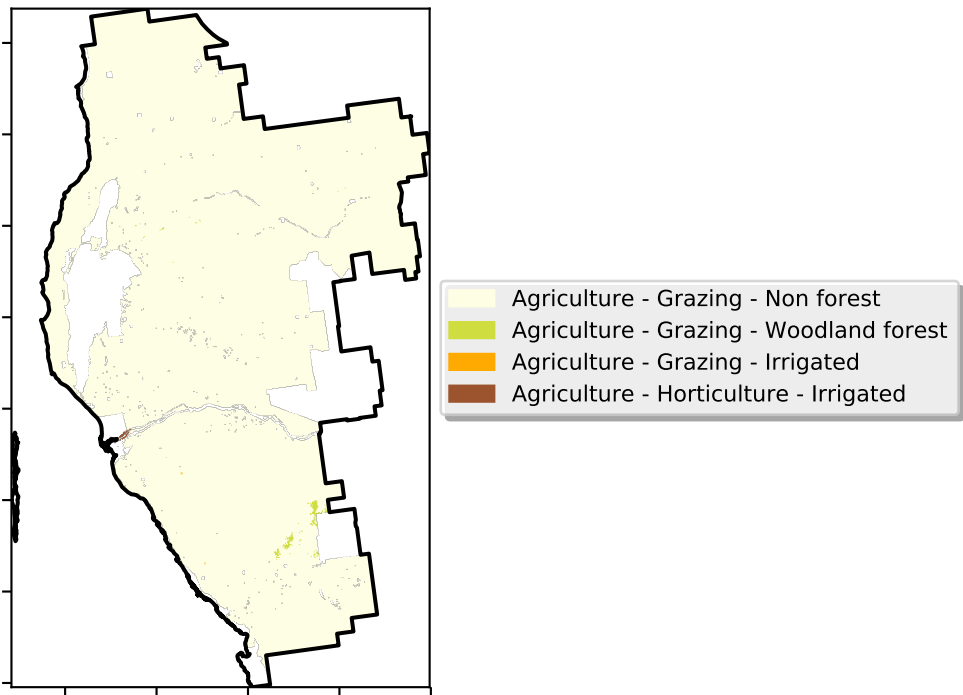 Agriculture - Grazing - Non forest
Agriculture - Grazing - Woodland forest
Agriculture - Grazing - Irrigated
Agriculture - Horticulture - Irrigated